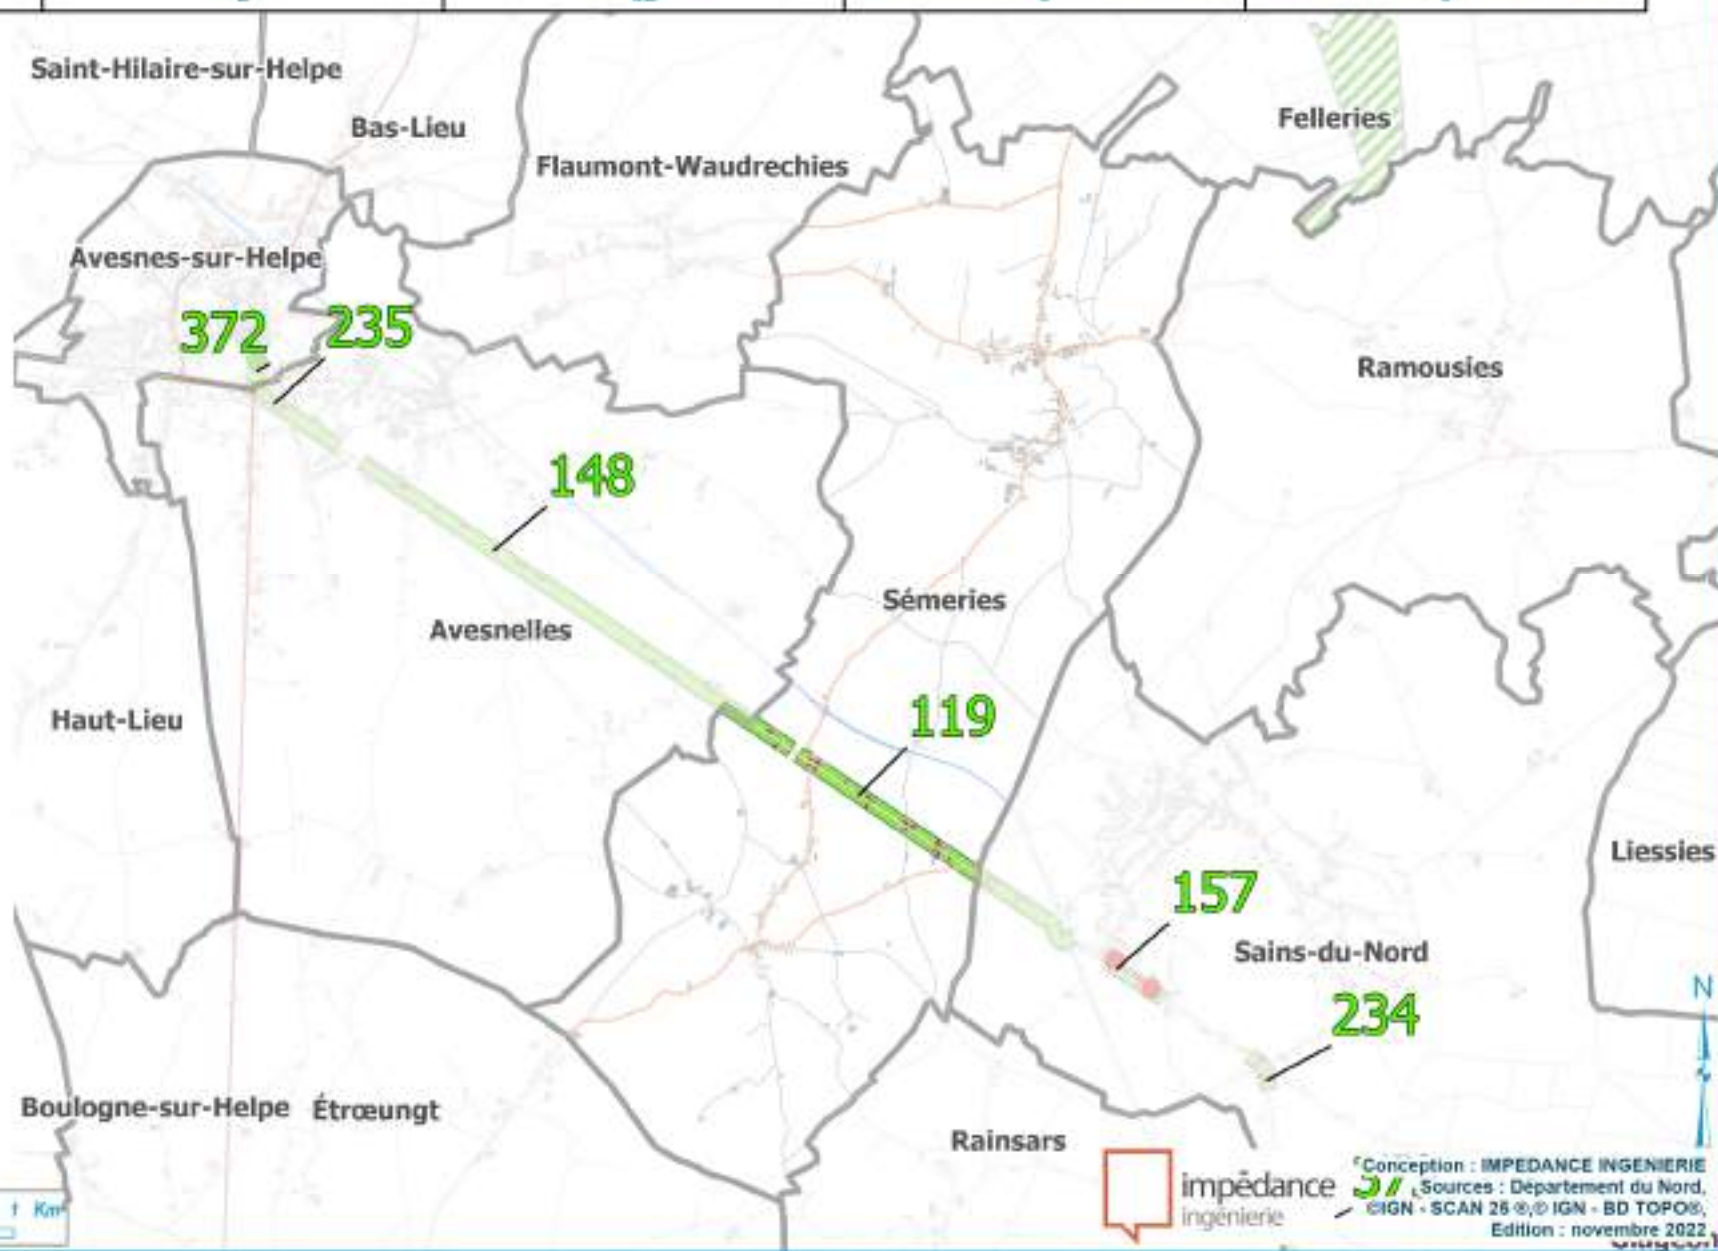 Saint-Hilaire-sur-Helpe
Bas-Lieu
Felleries
Flaumont-Waudrechies
Avesnes-sur-Helpe
372
235
Ramousies
148
Sémeries
Avesnelles
119
Haut-Lieu
Liessies
157
Sains-du-Nord
N
234
Boulogne-sur-Helpe
Étrœungt
Rainsars
impédance
ingénierie
Conception : IMPEDANCE INGENIERIE
Sources : Département du Nord,
©IGN - SCAN 25 ®,© IGN - BD TOPO®,
Edition : novembre 2022
1 Km